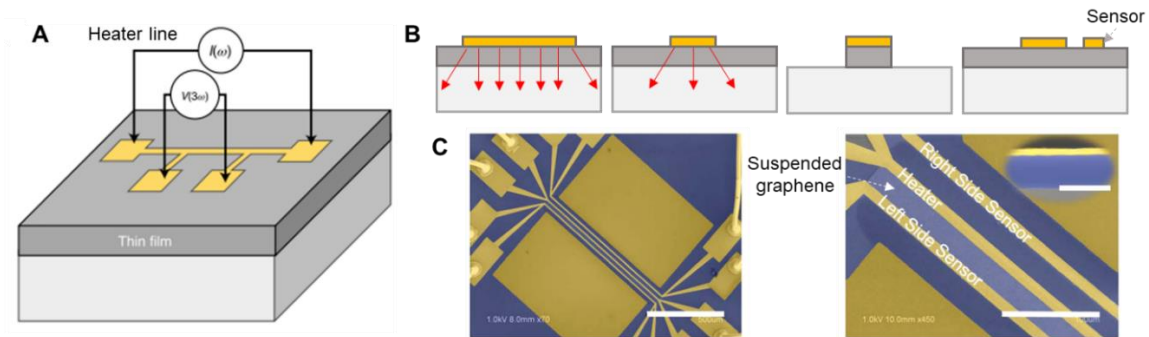 A
Heater line
I(ω)
V(3ω)
Thin film
B
Sensor
C
1.0kV 8.0mm x70
500um
Suspended
graphene
Right Side Sensor
Heater
Left Side Sensor
1.0kV 10.0mm x450